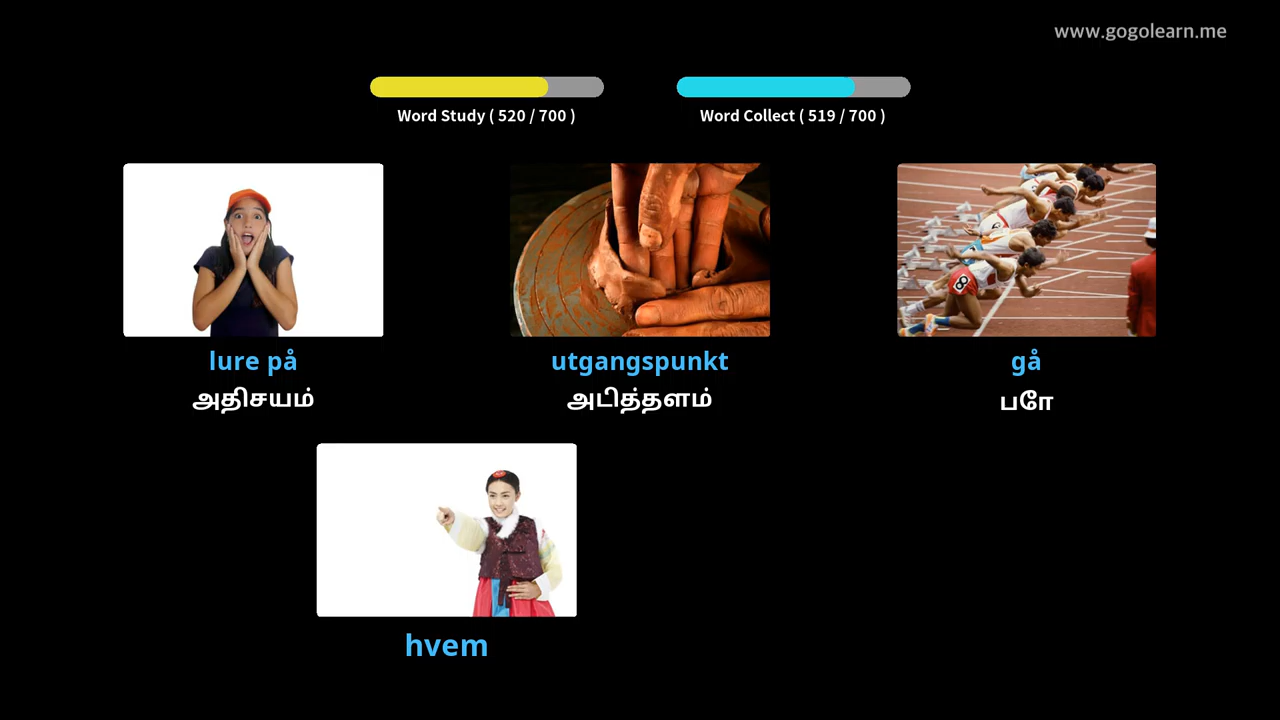 www.gogolearn.me
Word Study ( 520 / 700 )
Word Collect ( 519 / 700 )
lure på
அதிசயம்
utgangspunkt
அடித்தளம்
gå
போ
hvem